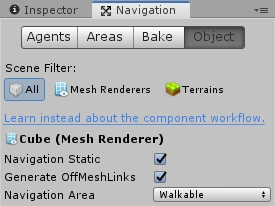 Inspector Navigation
Agents Areas Bake Object
Scene Filter:
All Mesh Renderers Terrains
Learn instead about the component workflow.
Cube (Mesh Renderer)
Navigation Static
Generate OffMeshLinks
Navigation Area Walkable